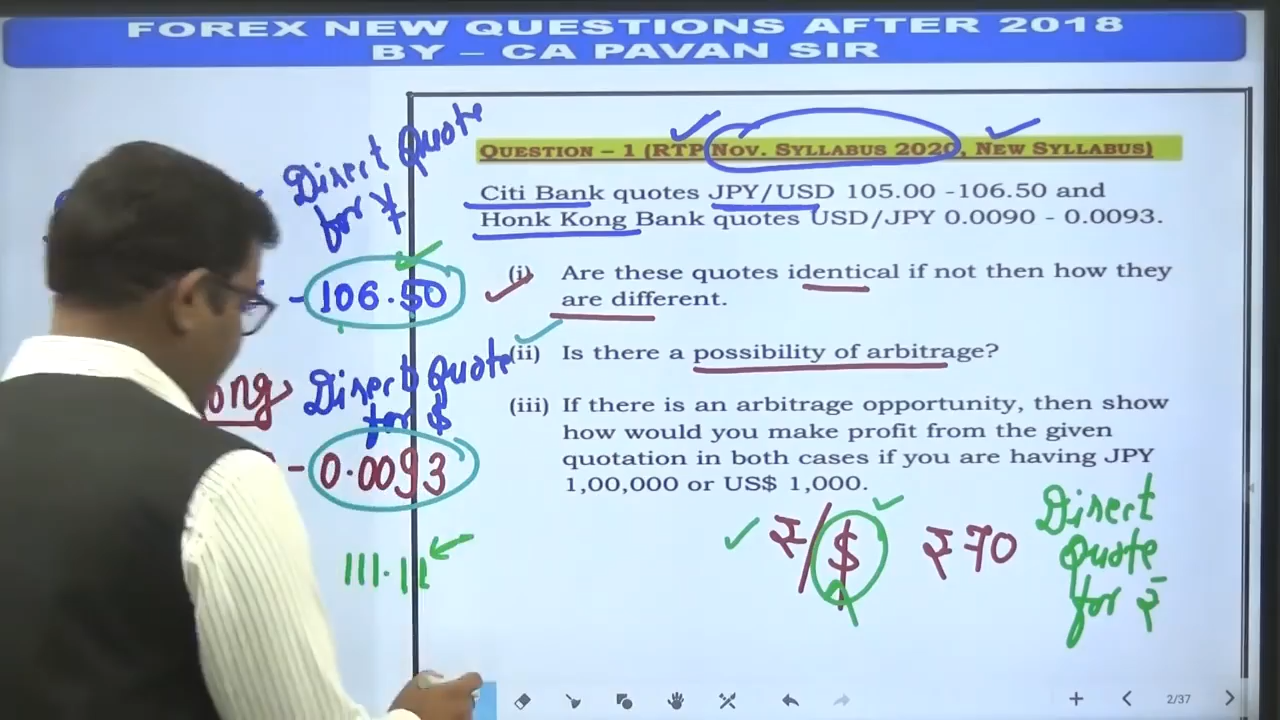 FOREX NEW QUESTIONS AFTER 2018
BY – CA PAVAN SIR
Direct Quote
for ¥
- 106.50
ong
Direct Quote
for $
- 0.0093
111.11
QUESTION – 1 (RTP NOV. SYLLABUS 2020, NEW SYLLABUS)
Citi Bank quotes JPY/USD 105.00 -106.50 and
Honk Kong Bank quotes USD/JPY 0.0090 - 0.0093.
(i) Are these quotes identical if not then how they
are different.
(ii) Is there a possibility of arbitrage?
(iii) If there is an arbitrage opportunity, then show
how would you make profit from the given
quotation in both cases if you are having JPY
1,00,000 or US$ 1,000.
₹/$ ₹70
Direct
Quote
for ₹
2/37